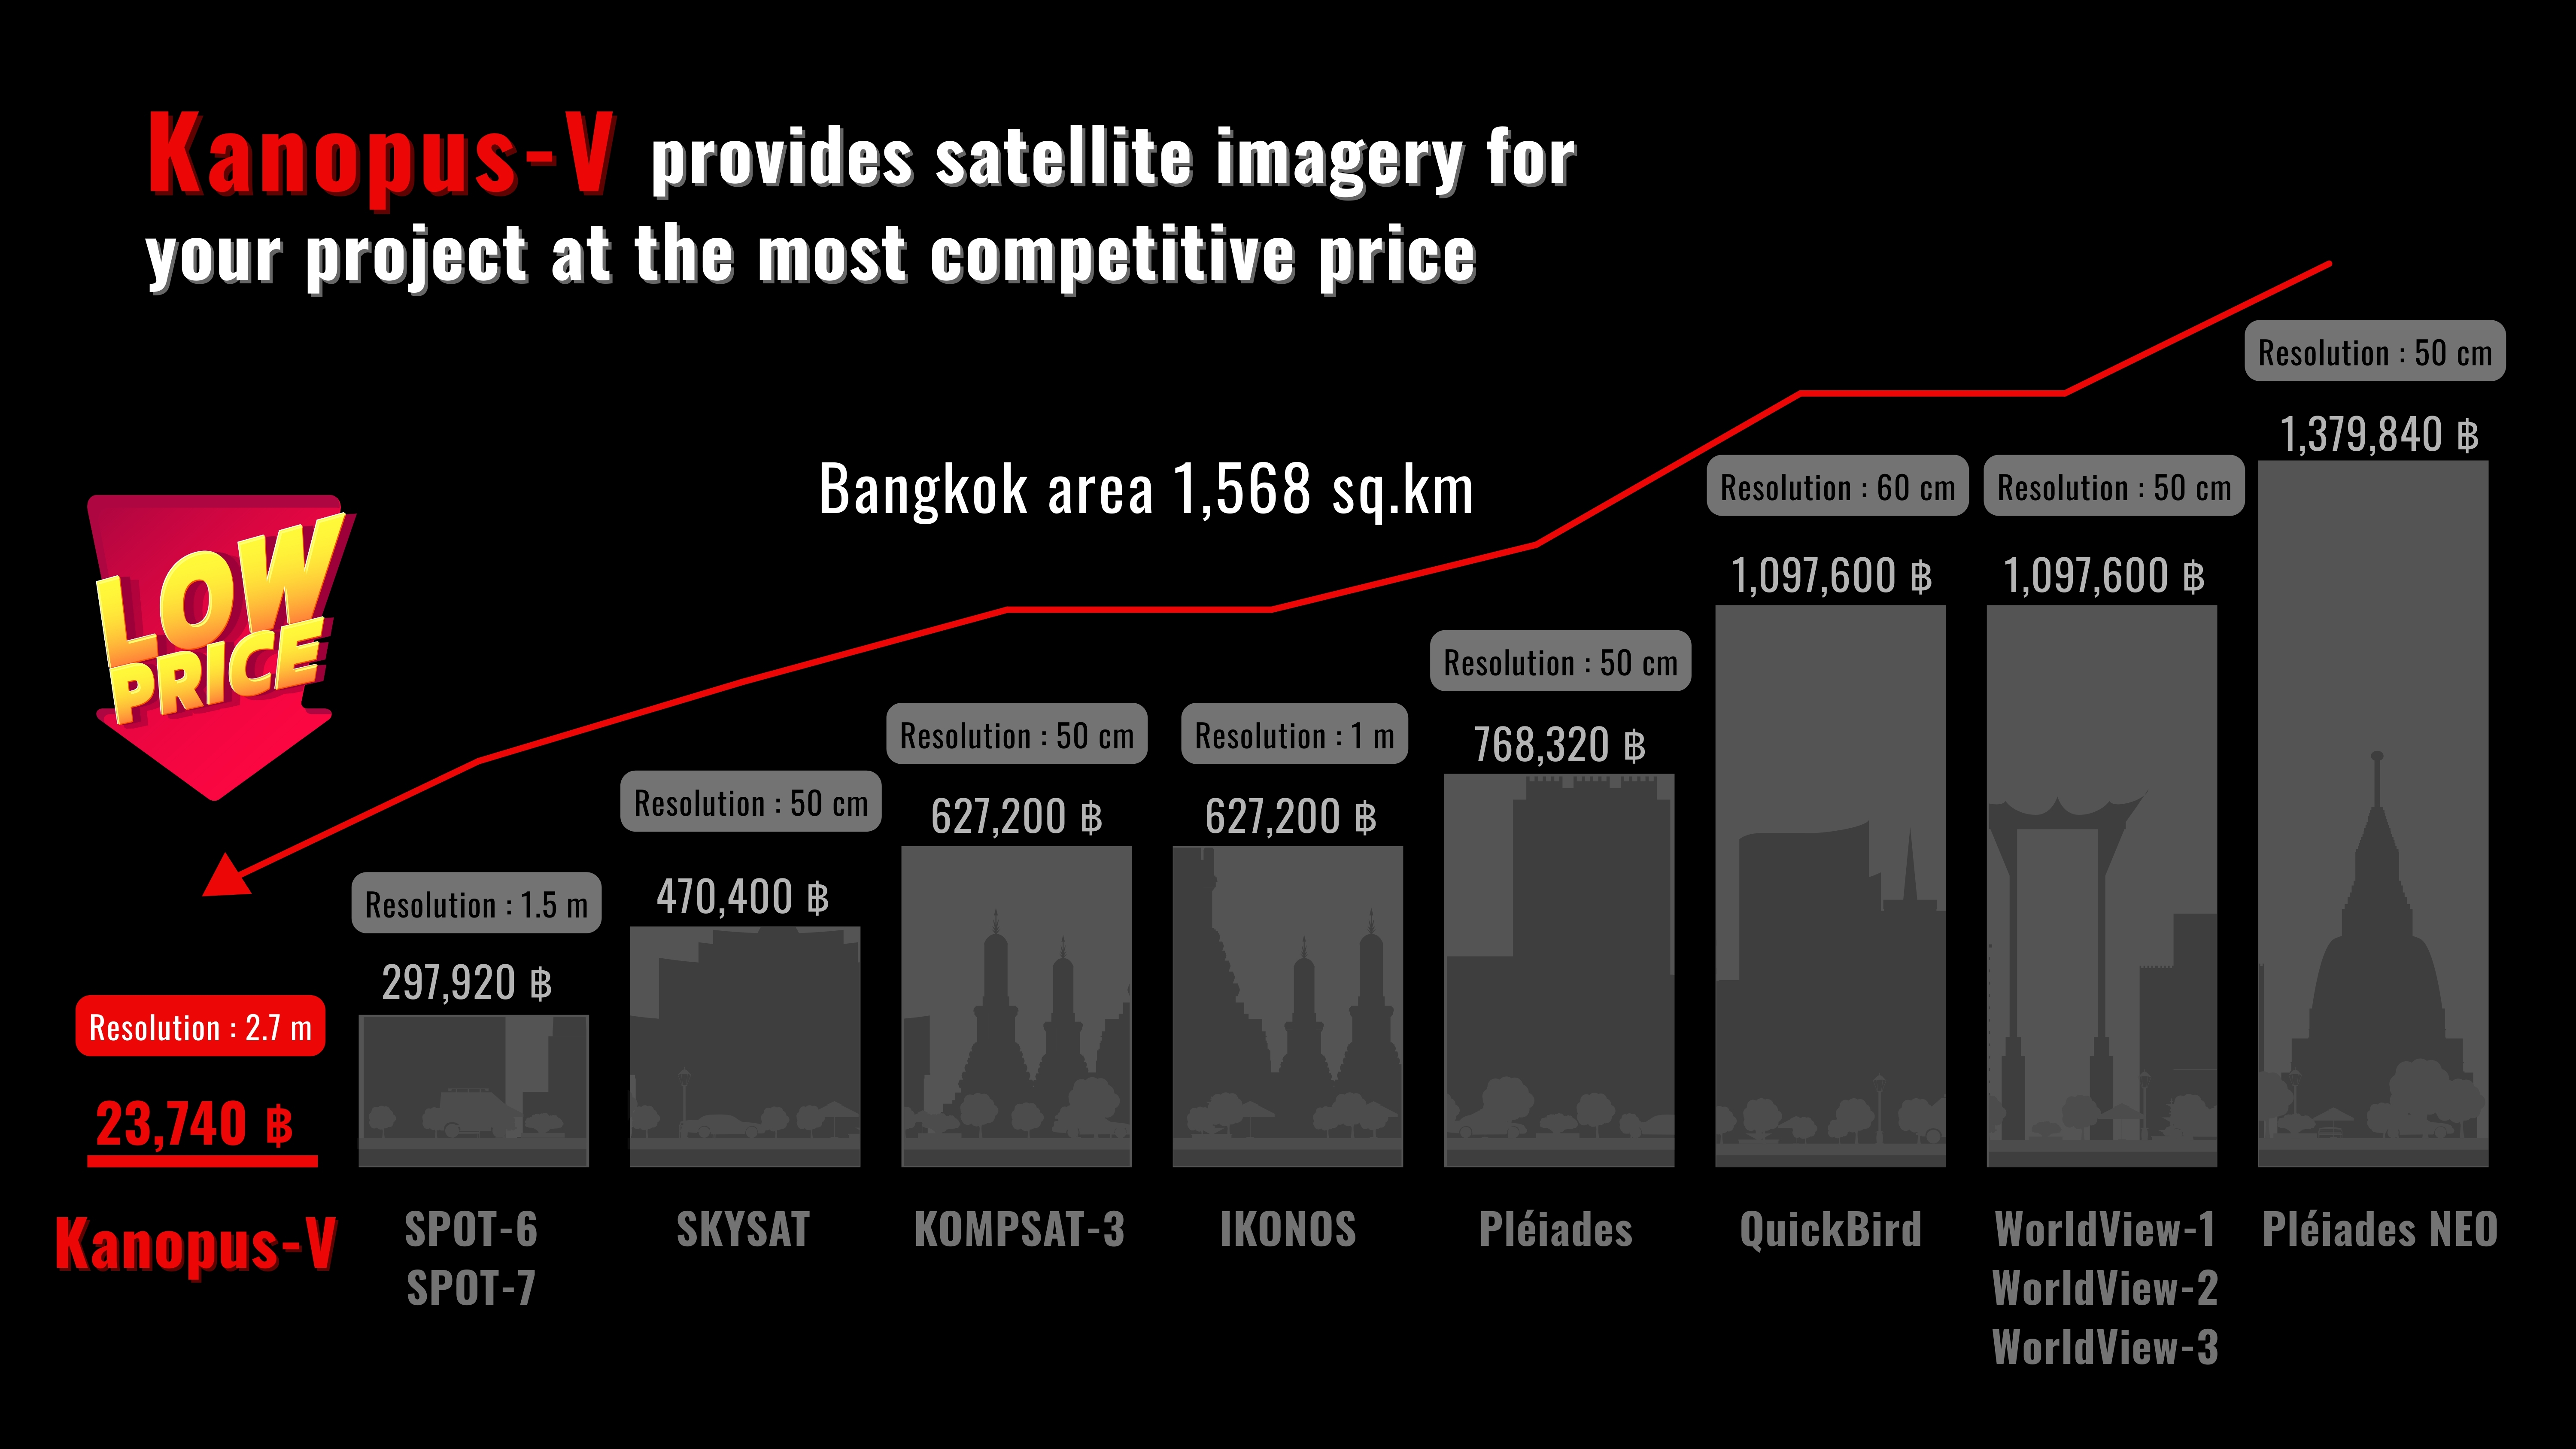 Kanopus-V provides satellite imagery for
your project at the most competitive price
Bangkok area 1,568 sq.km
LOW
PRICE
Resolution : 2.7 m
23,740 ฿
Kanopus-V
Resolution : 1.5 m
297,920 ฿
SPOT-6
SPOT-7
Resolution : 50 cm
470,400 ฿
SKYSAT
Resolution : 50 cm
627,200 ฿
KOMPSAT-3
Resolution : 1 m
627,200 ฿
IKONOS
Resolution : 50 cm
768,320 ฿
Pléiades
Resolution : 60 cm
1,097,600 ฿
QuickBird
Resolution : 50 cm
1,097,600 ฿
WorldView-1
WorldView-2
WorldView-3
Resolution : 50 cm
1,379,840 ฿
Pléiades NEO